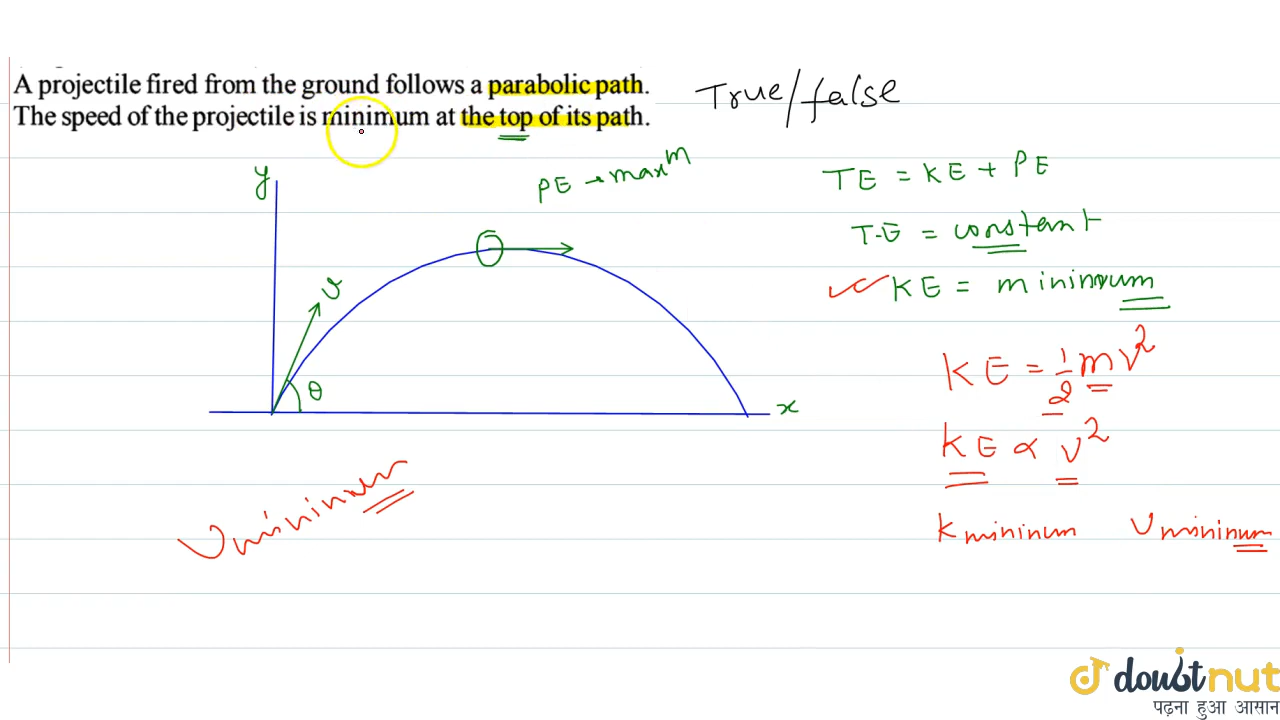 A projectile fired from the ground follows a parabolic path.
The speed of the projectile is minimum at the top of its path.
True/false
y
PE → max^m
TE = KE + PE
T.E = constant
KE = minimum
v
θ
x
KE = 1/2 mv²
KE ∝ v²
K minimum v minimum
v minimum
doubtnut
पढ़ना हुआ आसान